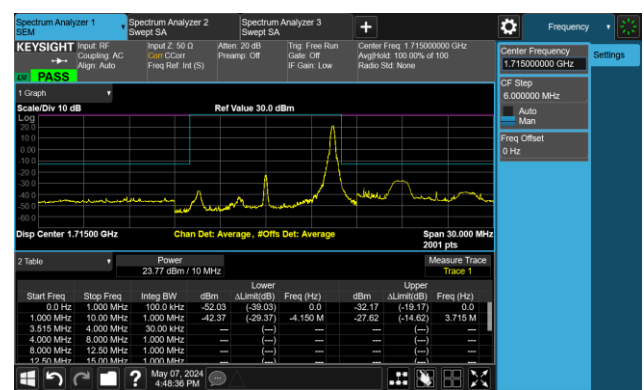 Spectrum Analyzer 1
SEM
Spectrum Analyzer 2
Swept SA
Spectrum Analyzer 3
Swept SA
+
Frequency
KEYSIGHT
Input: RF
Coupling: AC
Align: Auto
Input Z: 50 Ω
Corr CCorr
Freq Ref: Int (S)
Atten: 20 dB
Preamp: Off
Trig: Free Run
Gate: Off
IF Gain: Low
Center Freq: 1.715000000 GHz
Avg|Hold: 100.00% of 100
Radio Std: None
PASS
Center Frequency
1.715000000 GHz
Settings
CF Step
6.000000 MHz
Auto
Man
Freq Offset
0 Hz
1 Graph
Scale/Div 10 dB
Ref Value 30.0 dBm
Log
20.0
10.0
0.00
-10.0
-20.0
-30.0
-40.0
-50.0
-60.0
Disp Center 1.71500 GHz
Chan Det: Average , #Offs Det: Average
Span 30.000 MHz
2001 pts
2 Table
Power
23.77 dBm / 10 MHz
Measure Trace
Trace 1
Lower Upper
Start Freq Stop Freq Integ BW dBm ΔLimit(dB) Freq (Hz) dBm ΔLimit(dB) Freq (Hz)
0.0 Hz 1.000 MHz 100.0 kHz -52.03 (-39.03) 0.0 -32.17 (-19.17) 0.0
1.000 MHz 10.00 MHz 1.000 MHz -42.37 (-29.37) -4.150 M -27.62 (-14.62) 3.715 M
3.515 MHz 4.000 MHz 30.00 kHz --- (---) --- --- (---) ---
4.000 MHz 8.000 MHz 1.000 MHz --- (---) --- --- (---) ---
8.000 MHz 12.50 MHz 1.000 MHz --- (---) --- --- (---) ---
12.50 MHz 15.00 MHz 1.000 MHz --- (---) --- --- (---) ---
?
May 07, 2024
4:48:36 PM